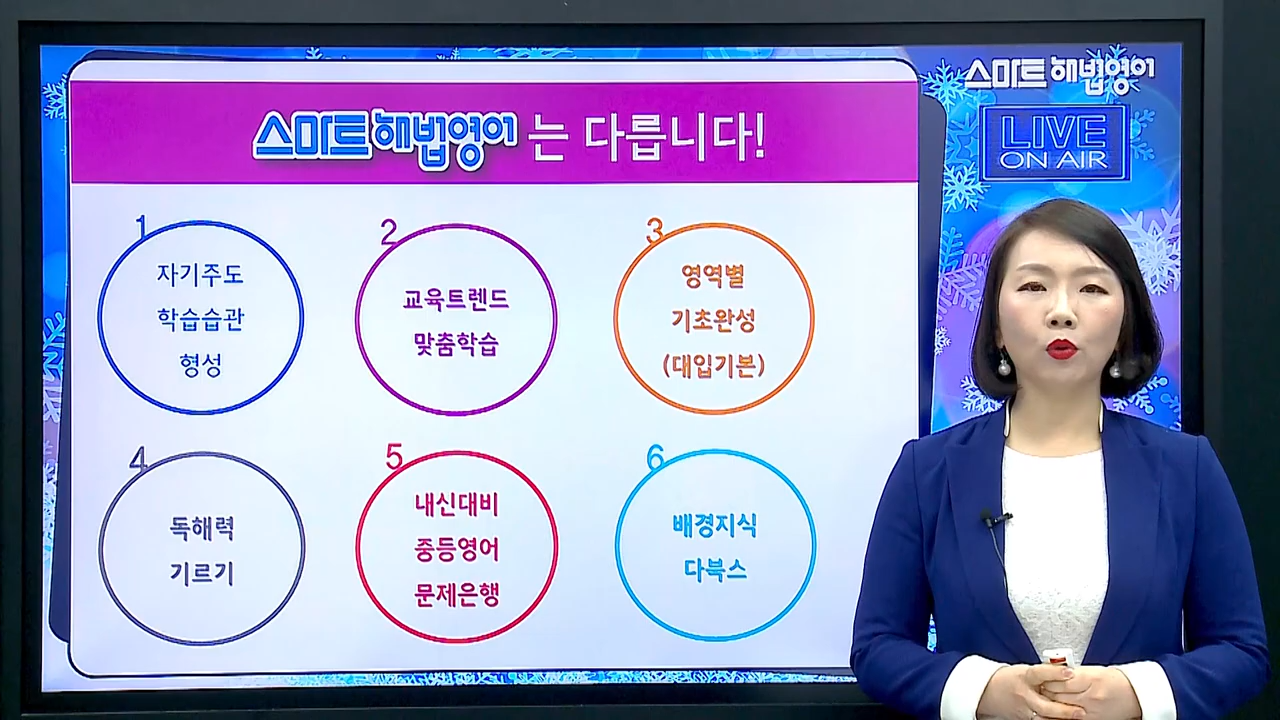 스마트해법영어는 다릅니다!
스마트해법영어
LIVE
ON AIR
1
자기주도
학습습관
형성
2
교육트렌드
맞춤학습
3
영역별
기초완성
(대입기본)
4
독해력
기르기
5
내신대비
중등영어
문제은행
6
배경지식
다북스